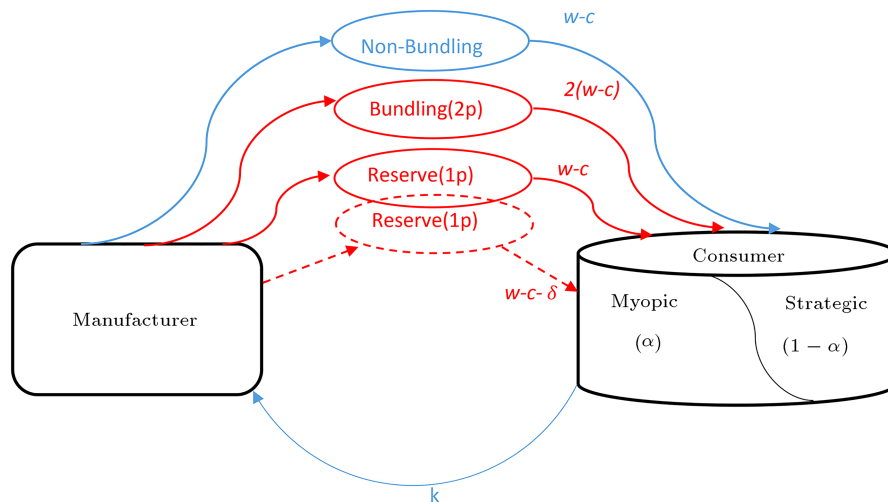 w-c
Non-Bundling
2(w-c)
Bundling(2p)
w-c
Reserve(1p)
Reserve(1p)
Consumer
w-c- δ
Myopic
Strategic
Manufacturer
(α)
(1 − α)
k